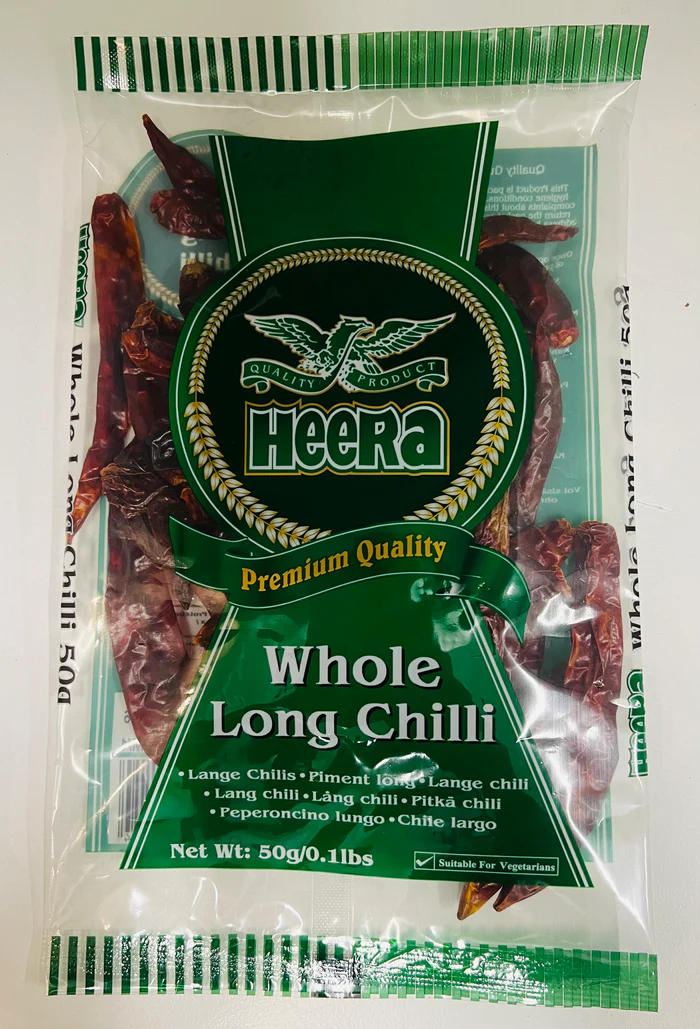 QUALITY PRODUCT
HEERA
Premium Quality
Whole
Long Chilli
• Lange Chilis • Piment long • Lange chili
• Lang chili • Lång chili • Pitkä chili
• Peperoncino lungo • Chile largo
Net Wt: 50g/0.1lbs
Suitable For Vegetarians
HEERA Whole Long Chilli 50g
HEERA Whole Long Chilli 50g